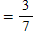 = 3/7